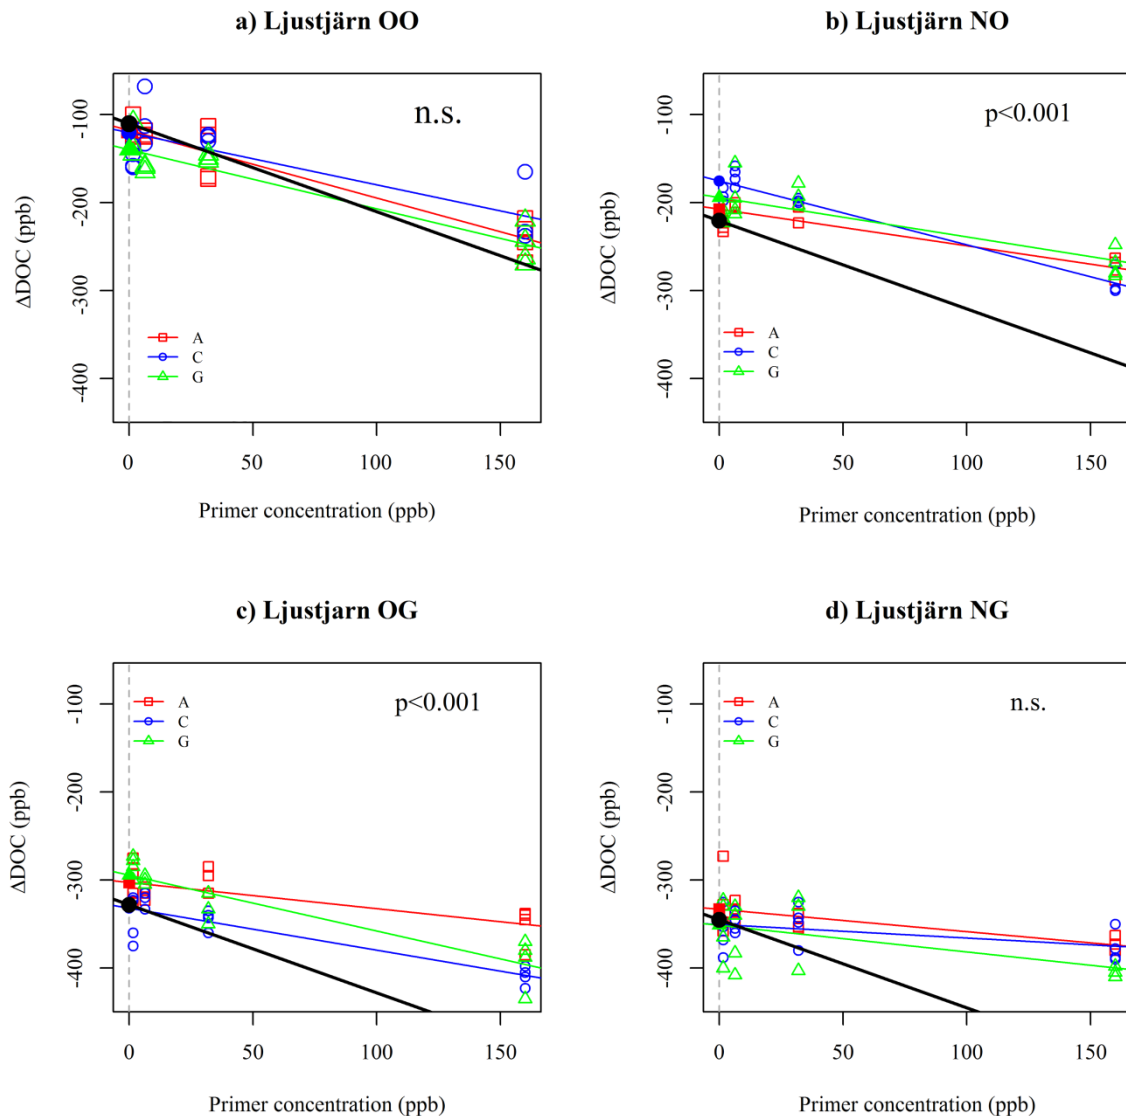 a) Ljustjärn OO
b) Ljustjärn NO
ΔDOC (ppb)
-100
-200
-300
-400
n.s.
A
C
G
0
50
100
150
Primer concentration (ppb)
ΔDOC (ppb)
-100
-200
-300
-400
p<0.001
A
C
G
0
50
100
150
Primer concentration (ppb)
c) Ljustjarn OG
d) Ljustjärn NG
ΔDOC (ppb)
-100
-200
-300
-400
A
C
G
p<0.001
0
50
100
150
Primer concentration (ppb)
ΔDOC (ppb)
-100
-200
-300
-400
A
C
G
n.s.
0
50
100
150
Primer concentration (ppb)